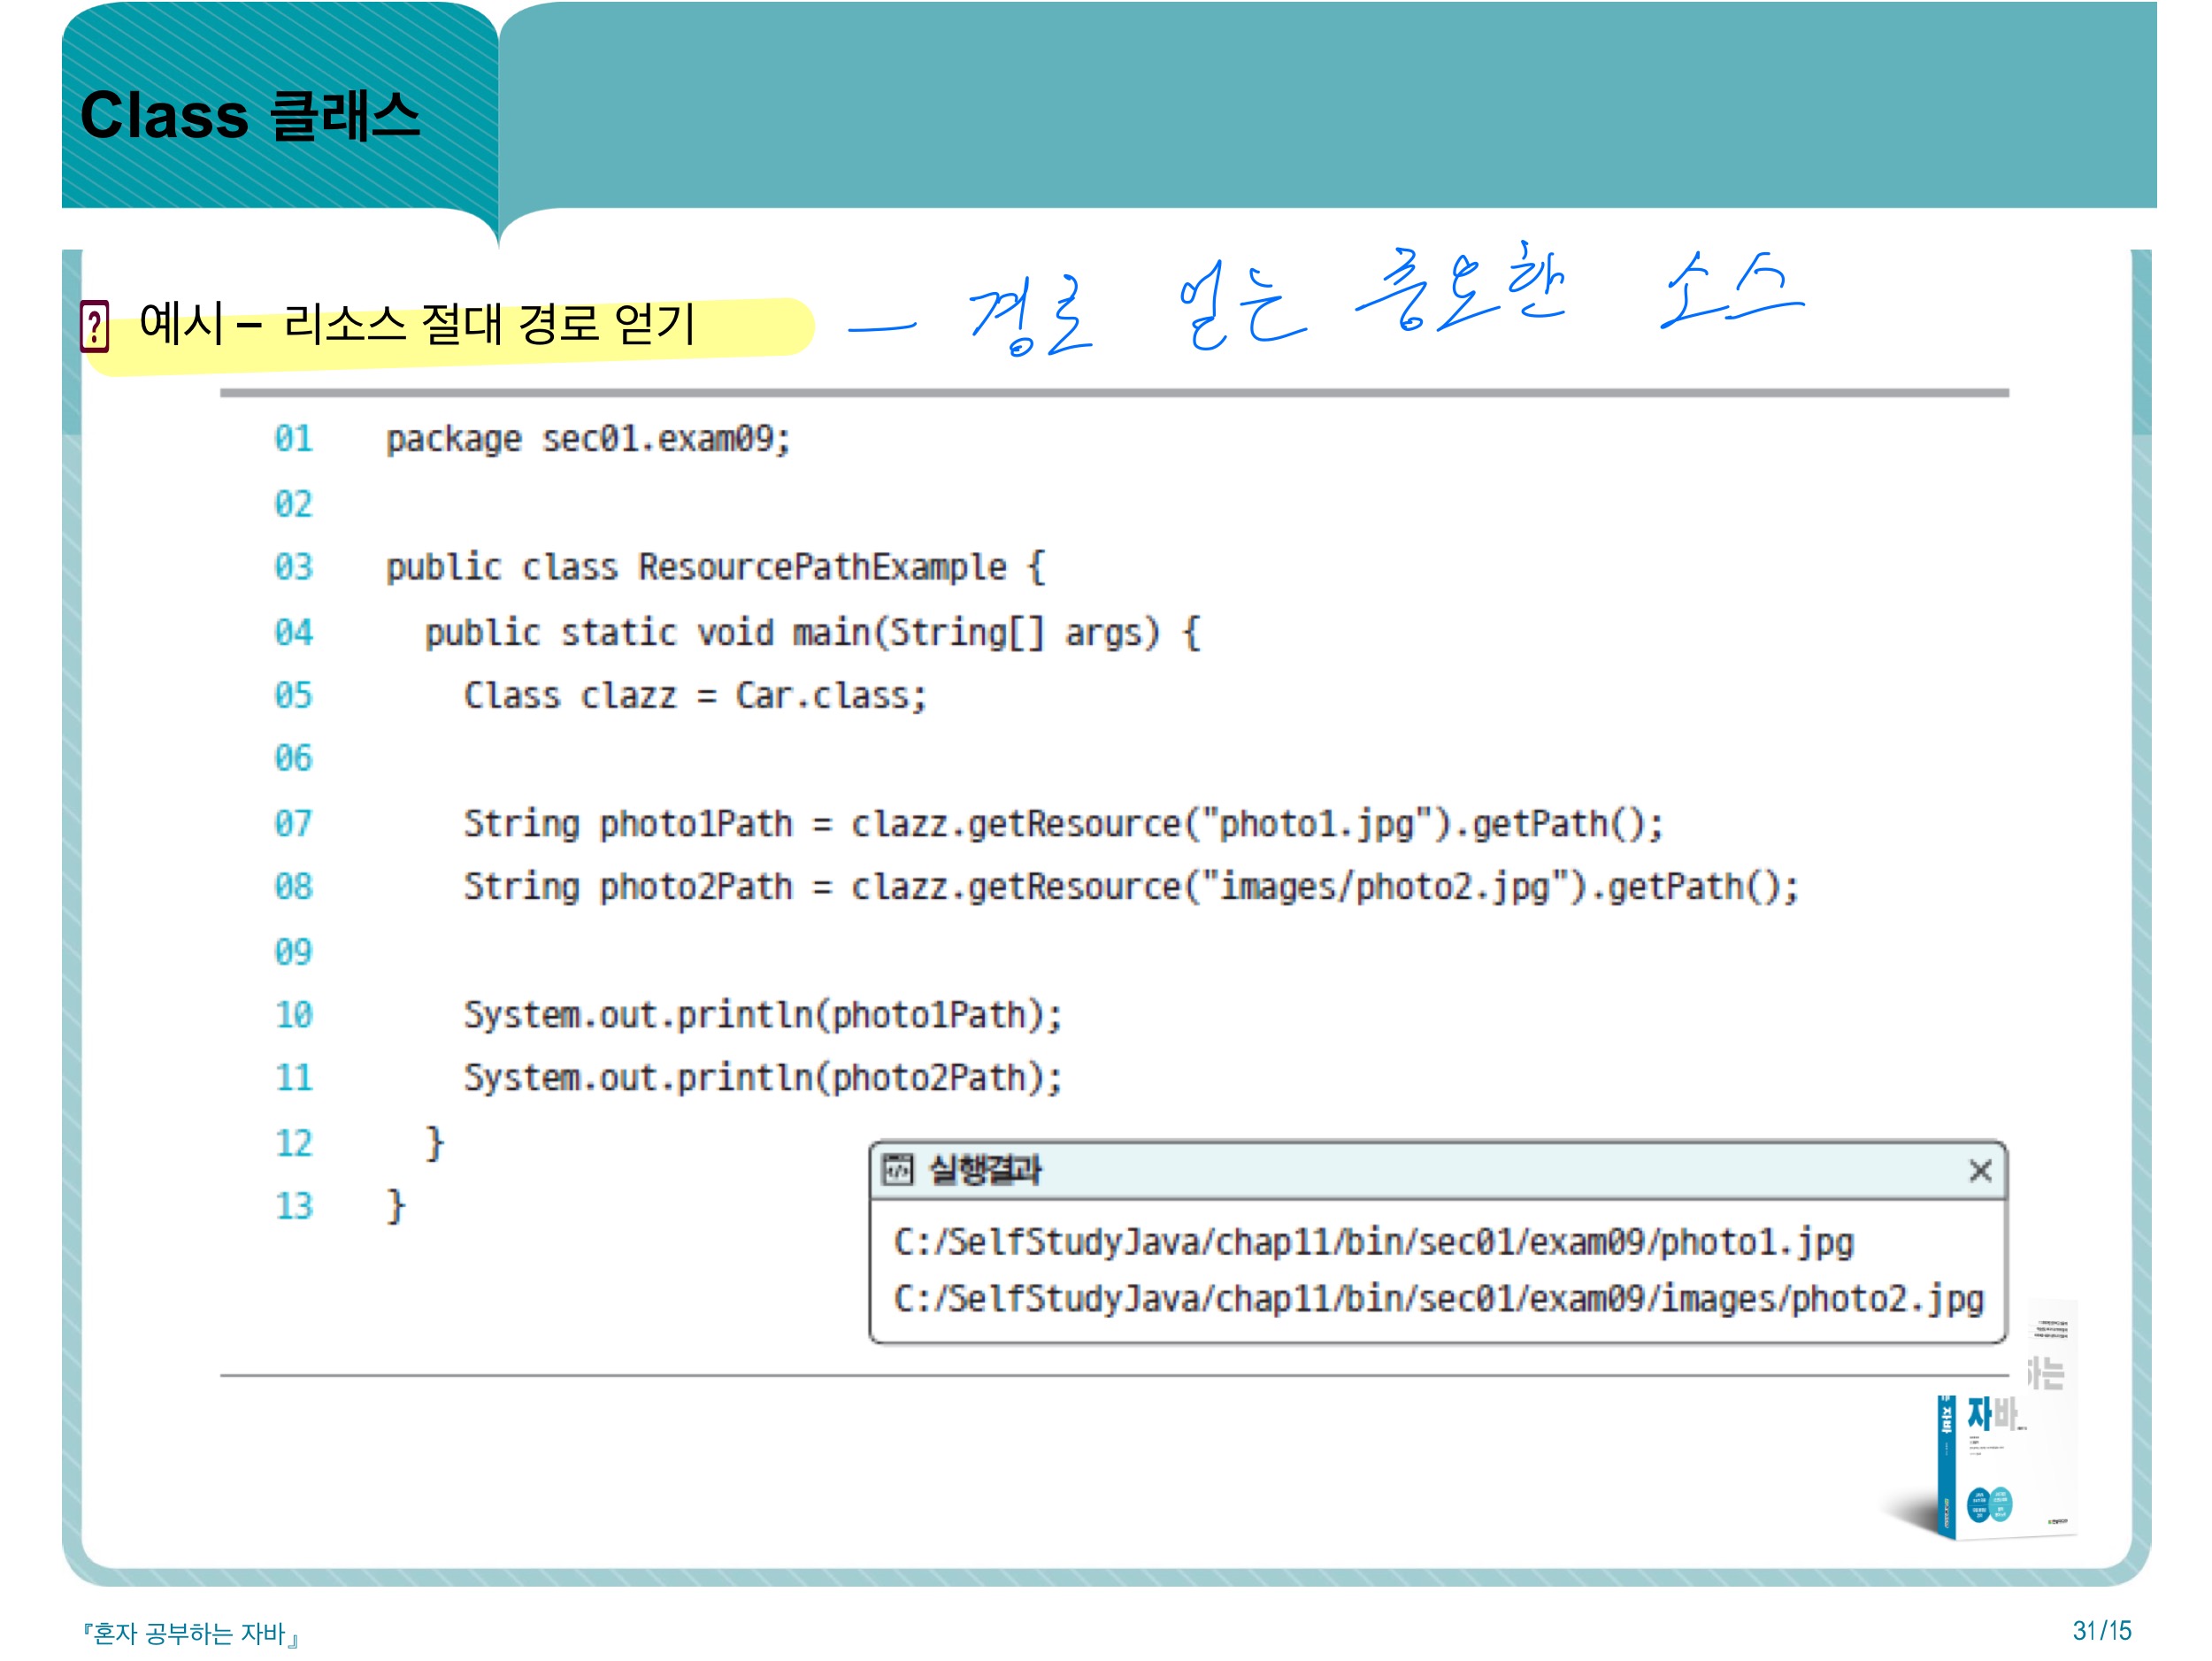 Class 클래스
예시 – 리소스 절대 경로 얻기 — 경로 얻는 중요한 소스
01 package sec01.exam09;
02
03 public class ResourcePathExample {
04 public static void main(String[] args) {
05 Class clazz = Car.class;
06
07 String photo1Path = clazz.getResource("photo1.jpg").getPath();
08 String photo2Path = clazz.getResource("images/photo2.jpg").getPath();
09
10 System.out.println(photo1Path);
11 System.out.println(photo2Path);
12 }
13 }
실행결과
C:/SelfStudyJava/chap11/bin/sec01/exam09/photo1.jpg
C:/SelfStudyJava/chap11/bin/sec01/exam09/images/photo2.jpg
하는
자바
『혼자 공부하는 자바』
31/15